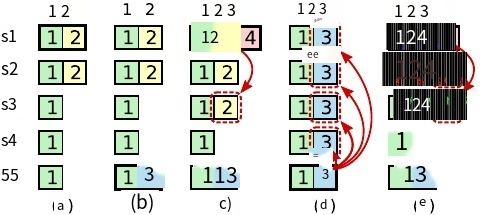 1 2 1 2 1 2 3 1 2 3 1 2 3
s1 1 2 1 2 12 4 1 3 124
ee
s2 1 2 1 2 1 2 1 3
s3 1 1 1 2 1 3 124
s4 1 1 1 1 3 1
55 1 1 3 113 1 3 13
(a) (b) c) (d) (e